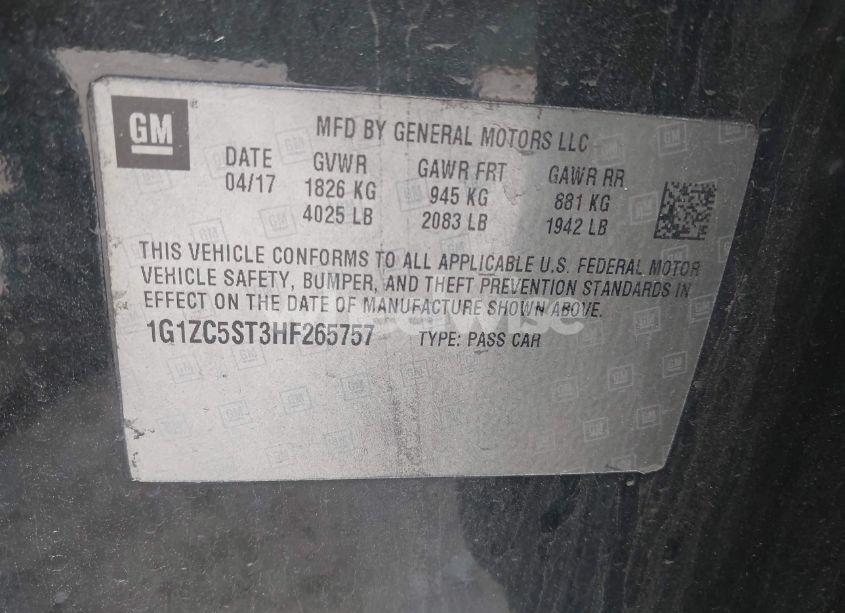 GM
MFD BY GENERAL MOTORS LLC
DATE GVWR GAWR FRT GAWR RR
04/17 1826 KG 945 KG 881 KG
4025 LB 2083 LB 1942 LB
THIS VEHICLE CONFORMS TO ALL APPLICABLE U.S. FEDERAL MOTOR
VEHICLE SAFETY, BUMPER, AND THEFT PREVENTION STANDARDS IN
EFFECT ON THE DATE OF MANUFACTURE SHOWN ABOVE.
1G1ZC5ST3HF265757 TYPE: PASS CAR